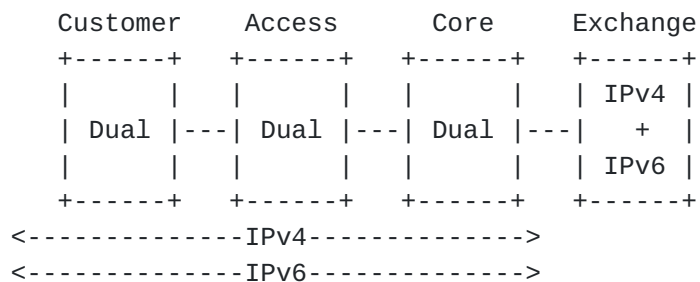 Customer Access Core Exchange
+------+ +------+ +------+ +------+
| | | | | | | IPv4 |
| Dual |---| Dual |---| Dual |---| + |
| | | | | | | IPv6 |
+------+ +------+ +------+ +------+
<--------------IPv4-------------->
<--------------IPv6-------------->